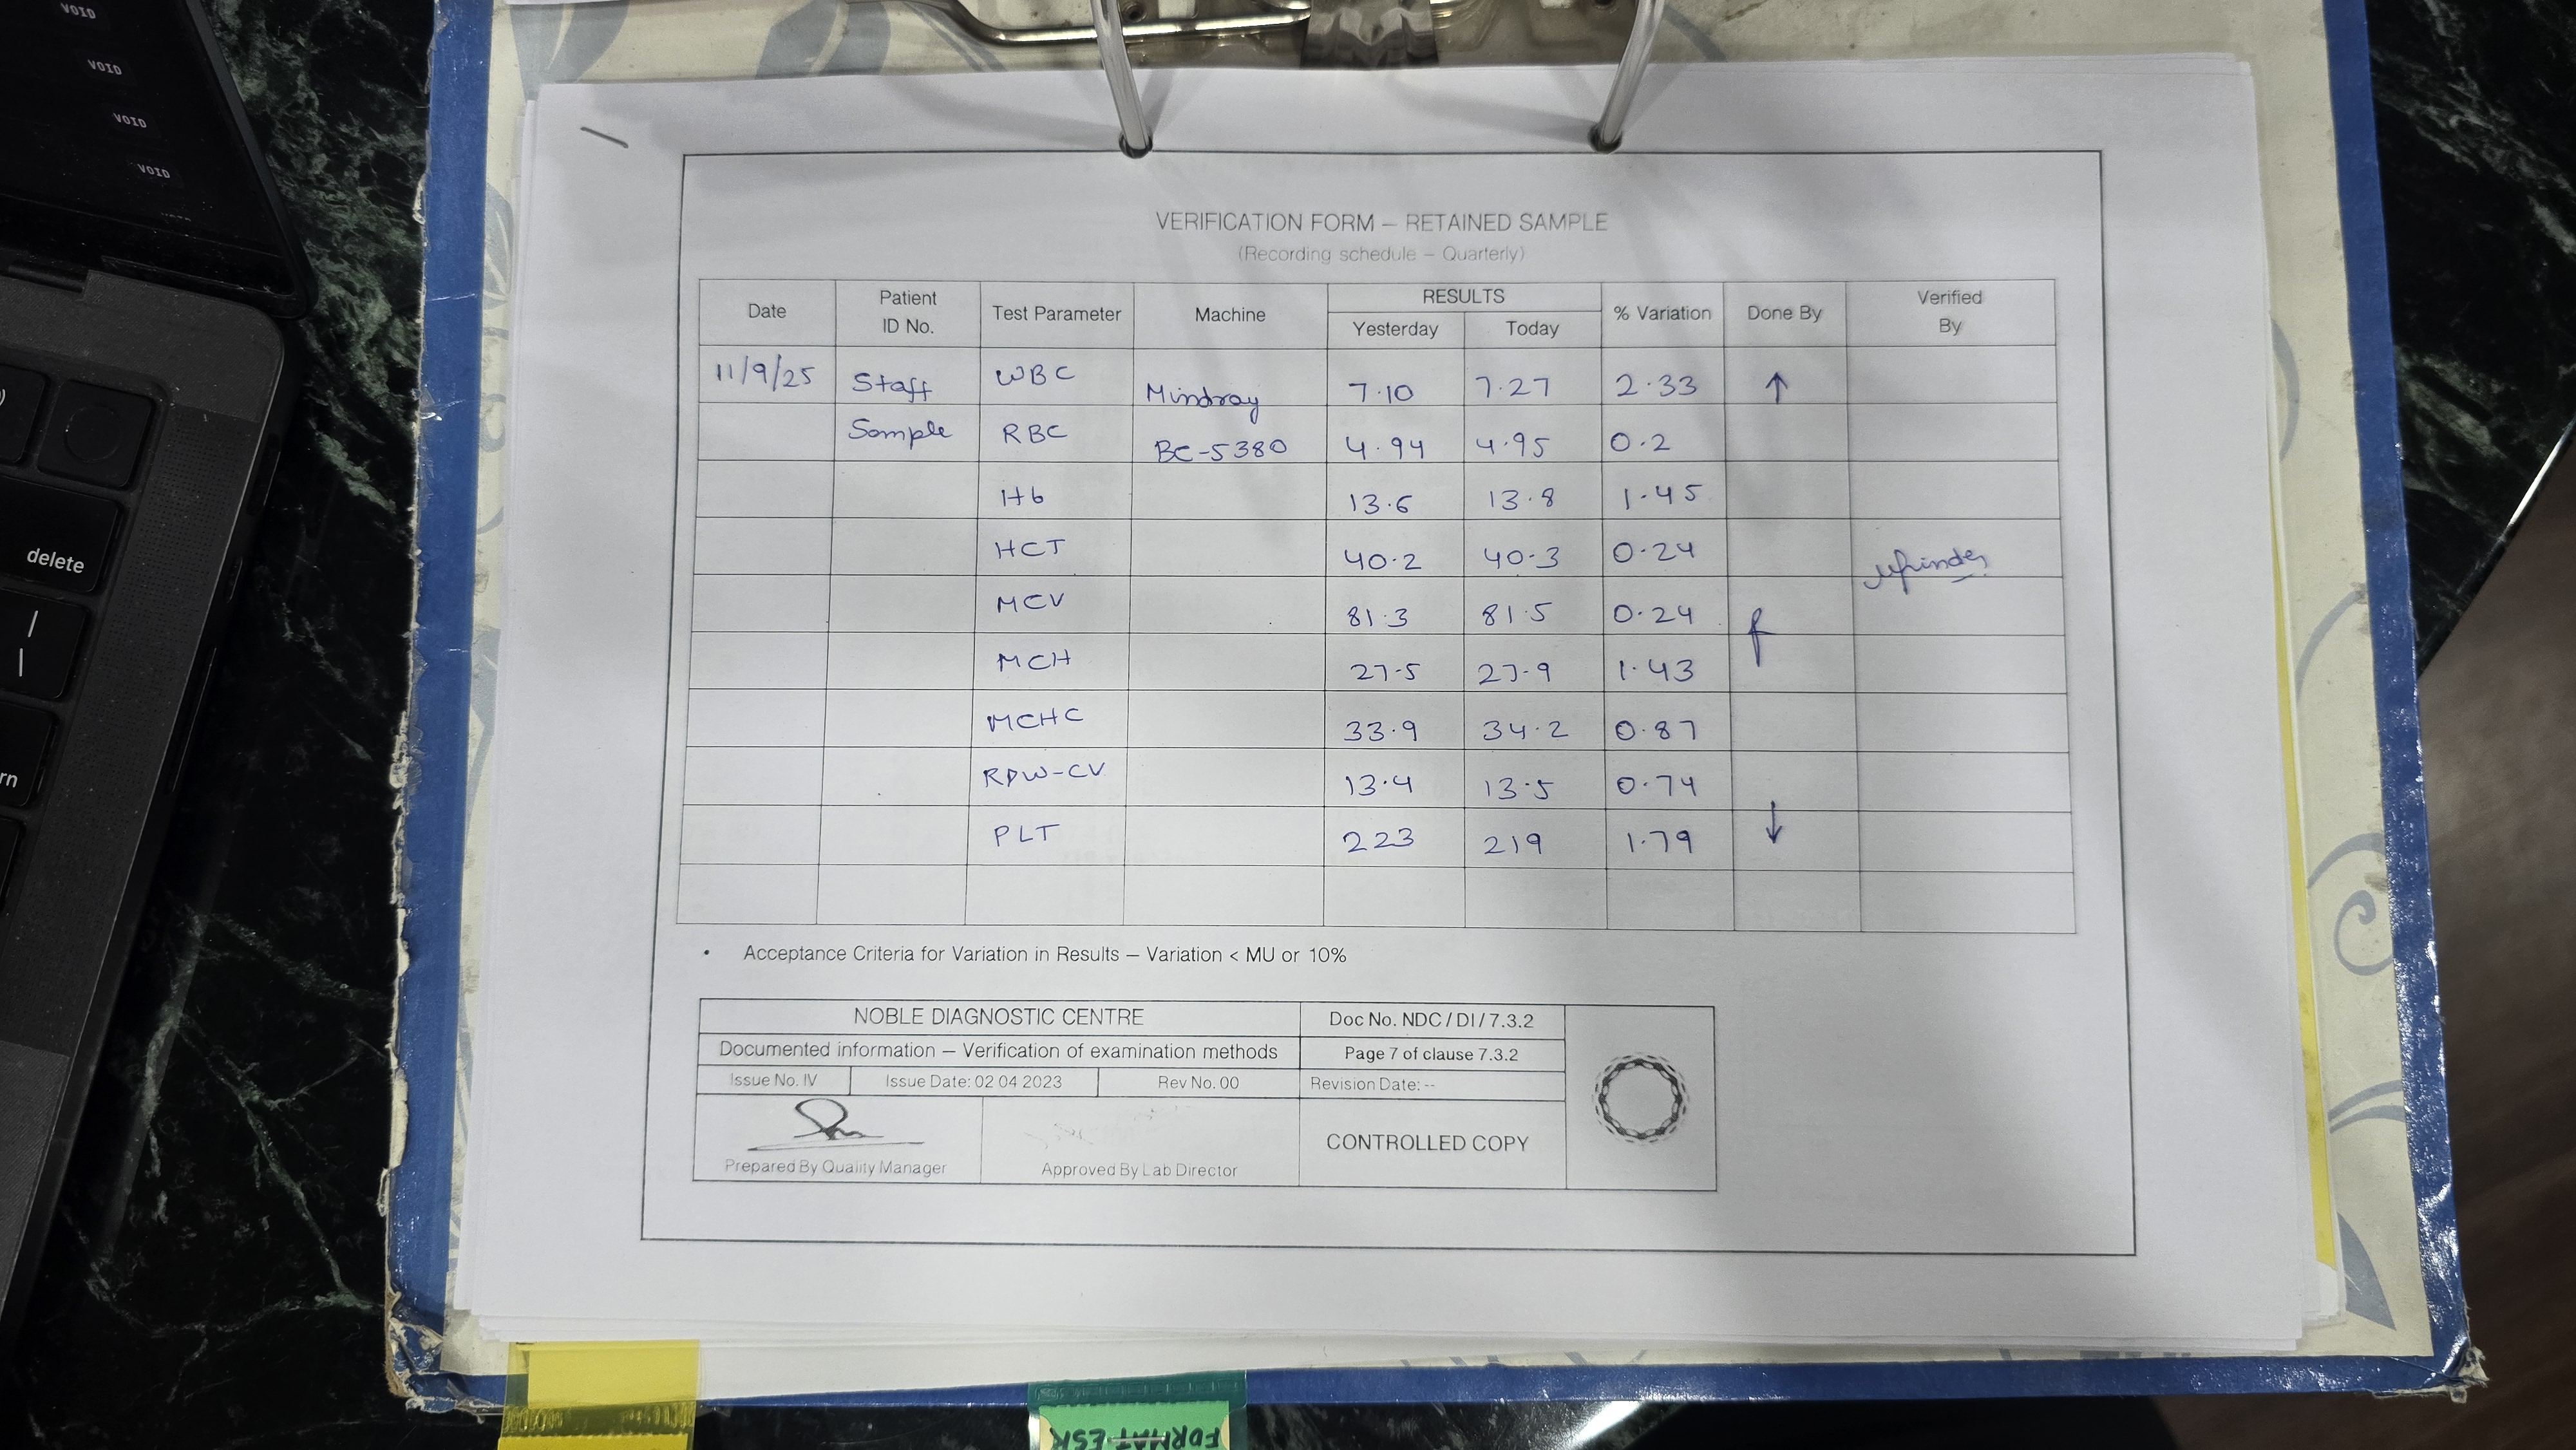 VOID
VOID
VOID
VOID
delete
VERIFICATION FORM – RETAINED SAMPLE
(Recording schedule – Quarterly)
Date Patient ID No. Test Parameter Machine RESULTS Yesterday Today % Variation Done By Verified By
11/9/25 Staff WBC Mindray 7.10 7.27 2.33 ↑
Sample RBC BC-5380 4.94 4.95 0.2
Hb 13.6 13.8 1.45
HCT 40.2 40.3 0.24
MCV 81.3 81.5 0.24
MCH 27.5 27.9 1.43
MCHC 33.9 34.2 0.87
RDW-CV 13.4 13.5 0.74
PLT 223 219 1.79 ↓
• Acceptance Criteria for Variation in Results – Variation < MU or 10%
NOBLE DIAGNOSTIC CENTRE Doc No. NDC / DI / 7.3.2
Documented information – Verification of examination methods Page 7 of clause 7.3.2
Issue No. IV Issue Date: 02 04 2023 Rev No. 00 Revision Date: --
Prepared By Quality Manager Approved By Lab Director CONTROLLED COPY
FORMAT-ESR